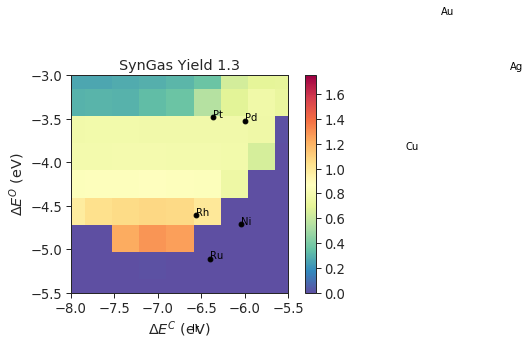 Au
SynGas Yield 1.3
Ag
−3.0
1.6
−3.5
Pt
Pd
1.4
1.2
Cu
−4.0
1.0
ΔE^O (eV)
0.8
−4.5
Rh
Ni
0.6
−5.0
Ru
0.4
0.2
−5.5
0.0
−8.0 −7.5 −7.0 −6.5 −6.0 −5.5
ΔE^C (eV)
Ir